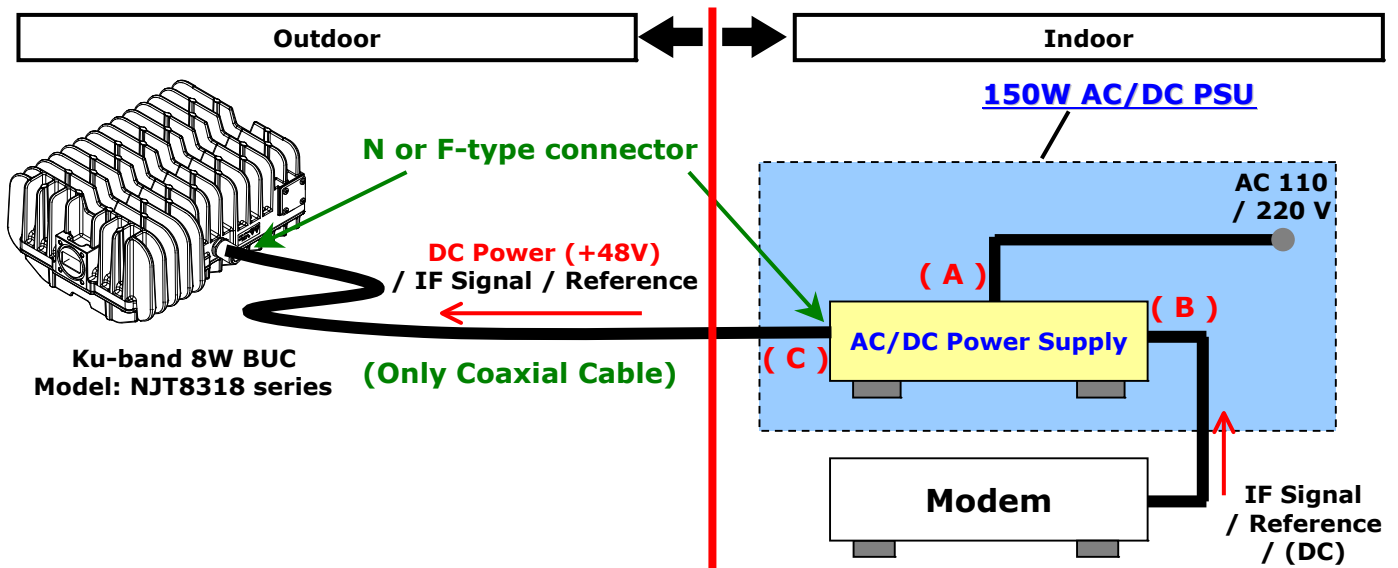 Outdoor
Indoor
150W AC/DC PSU
N or F-type connector
AC 110
/ 220 V
DC Power (+48V)
/ IF Signal / Reference
( A )
( B )
AC/DC Power Supply
( C )
(Only Coaxial Cable)
Ku-band 8W BUC
Model: NJT8318 series
Modem
IF Signal
/ Reference
/ (DC)